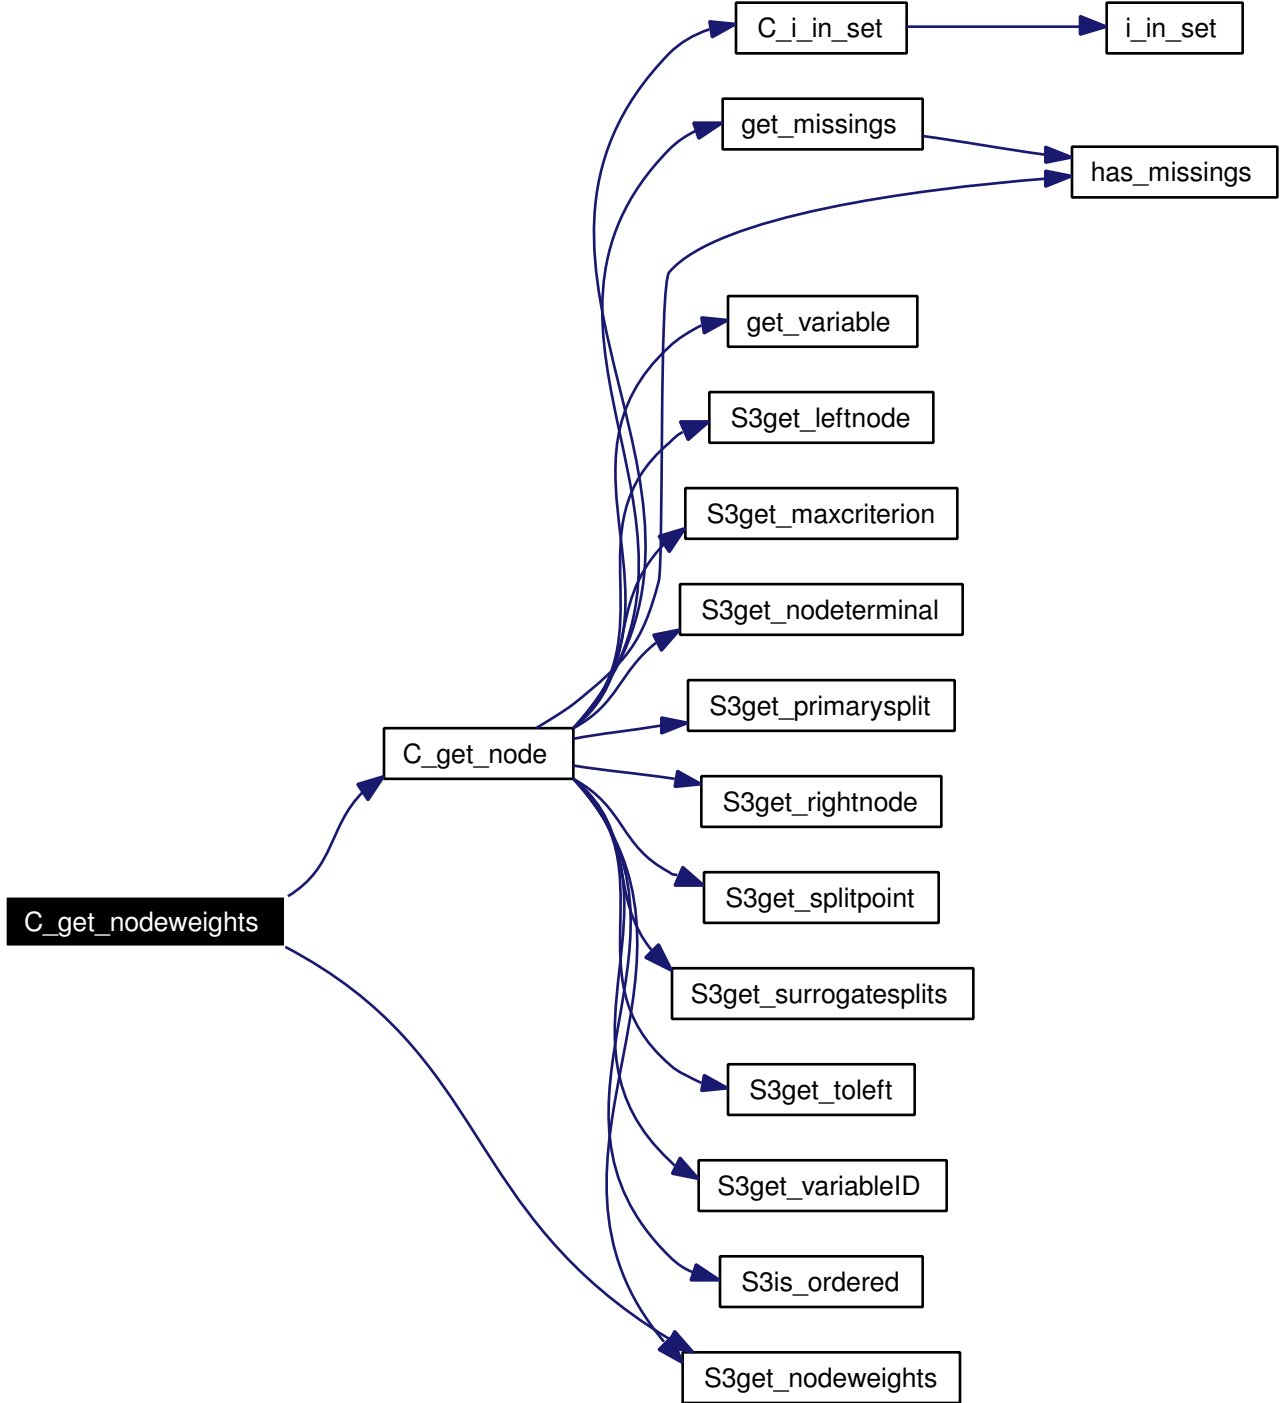 C_i_in_set
i_in_set
get_missings
has_missings
get_variable
S3get_leftnode
S3get_maxcriterion
S3get_nodeterminal
S3get_primarysplit
C_get_node
S3get_rightnode
S3get_splitpoint
C_get_nodeweights
S3get_surrogatesplits
S3get_toleft
S3get_variableID
S3is_ordered
S3get_nodeweights